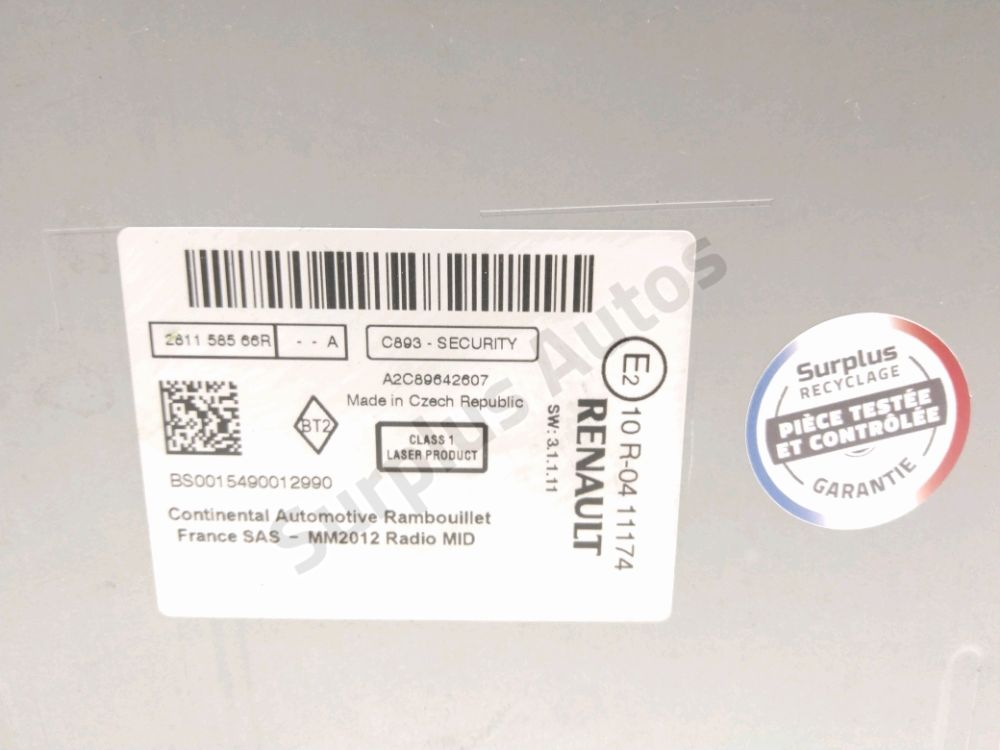 2811 585 66R - - A
C893 - SECURITY
A2C89642607
Made in Czech Republic
BT2
CLASS 1
LASER PRODUCT
BS0015490012990
Continental Automotive Rambouillet
France SAS - MM2012 Radio MID
E2
10 R-04 11174
RENAULT
SW: 3.1.1.11
Surplus
RECYCLAGE
PIÈCE TESTÉE
ET CONTRÔLÉE
GARANTIE
Surplus Autos